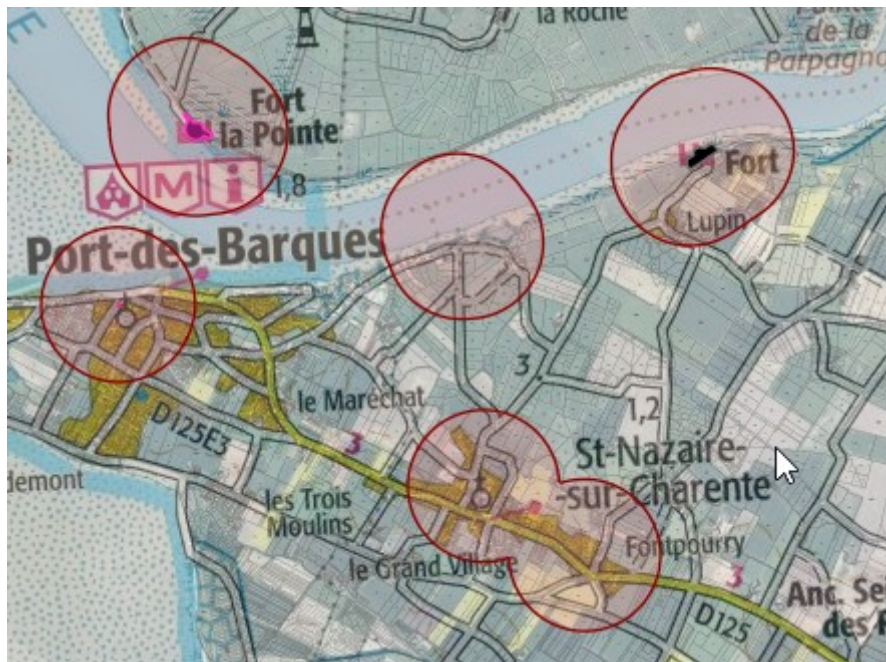 la Roche
de-la
Fort
la Pointe
M i 1,8
Fort
Lupin
Port-des-Barques
3
1,2
le Maréchat
D125E3
3
St-Nazaire-
-sur-Charente
demont
les Trois
Moulins
Fontpourry
le Grand Village
3
D125
Anc. Se
des